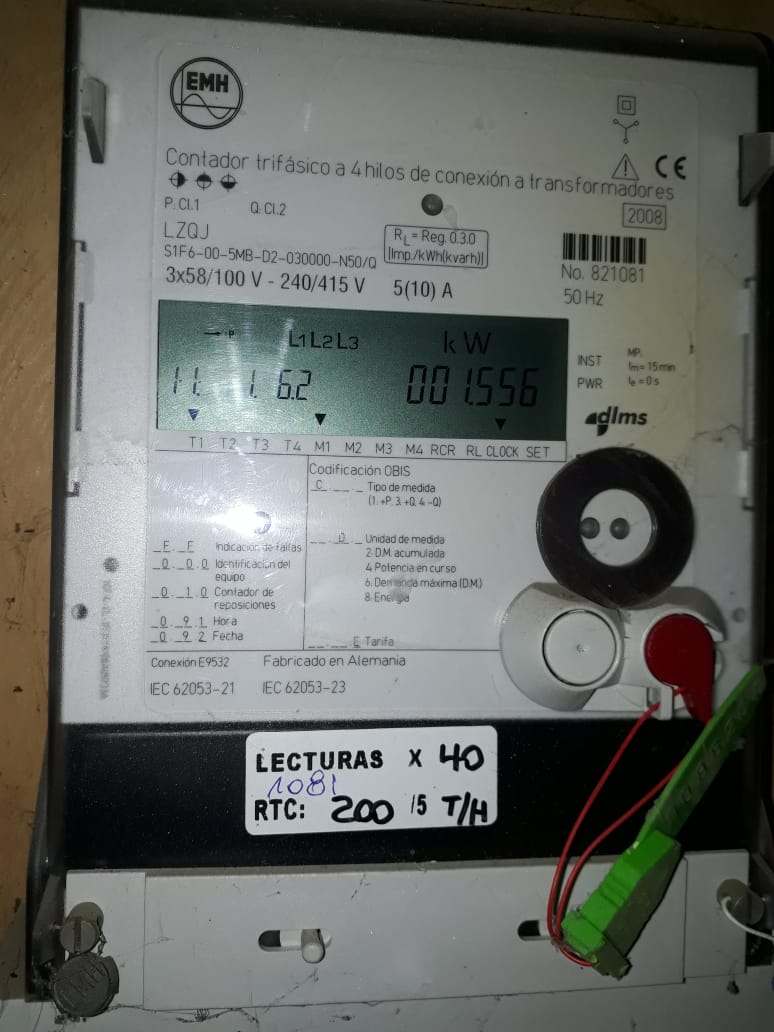 EMH
Contador trifásico a 4 hilos de conexión a transformadores
CE
P: Cl.1 Q: Cl.2
2008
LZQJ
RL = Reg. 0.3.0
[Imp./kWh(kvarh)]
S1F6-00-5MB-D2-030000-N50/Q
3x58/100 V - 240/415 V 5(10) A
No. 821081
50 Hz
P L1 L2 L3 kW
11. 1. 6.2 001.556
INST
PWR
MP:
tm= 15 min
te = 0 s
dlms
T1 T2 T3 T4 M1 M2 M3 M4 RCR RL CLOCK SET
Codificación OBIS
C Tipo de medida
(1: +P, 3: +Q, 4: -Q)
D Unidad de medida
2: D.M. acumulada
4: Potencia en curso
6: Demanda máxima (D.M.)
8: Energía
E Tarifa
F. F Indicación de fallas
0. 0. 0 Identificación del
equipo
0. 1. 0 Contador de
reposiciones
0. 9. 1 Hora
0. 9. 2 Fecha
Conexión E9532 Fabricado en Alemania
IEC 62053-21 IEC 62053-23
LECTURAS X 40
1081
RTC: 200 /5 T/H
EMH